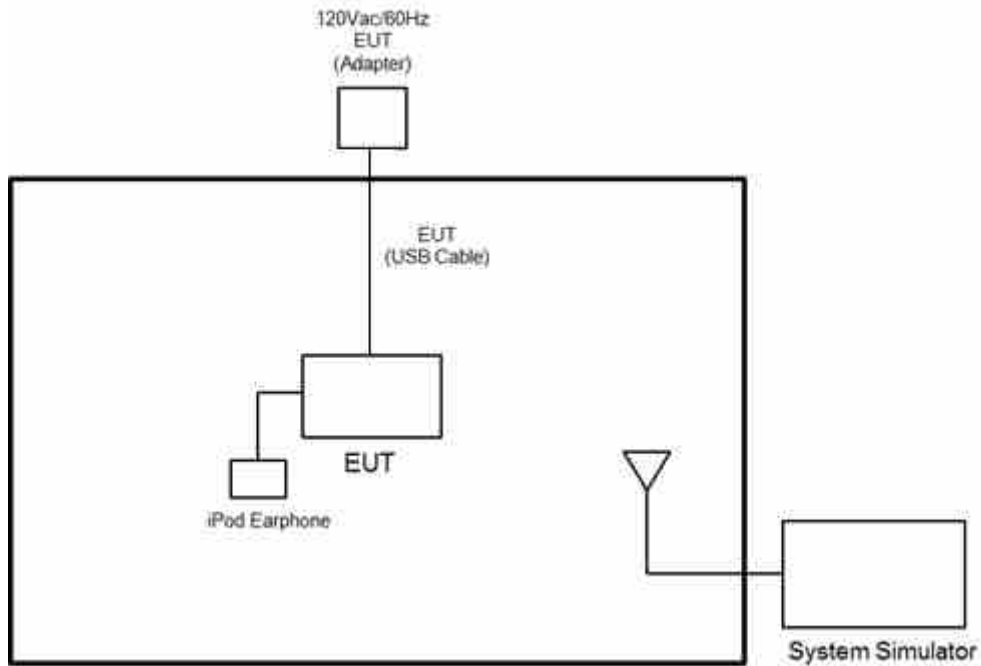 120Vac/60Hz
EUT
(Adapter)
EUT
(USB Cable)
EUT
iPod Earphone
System Simulator